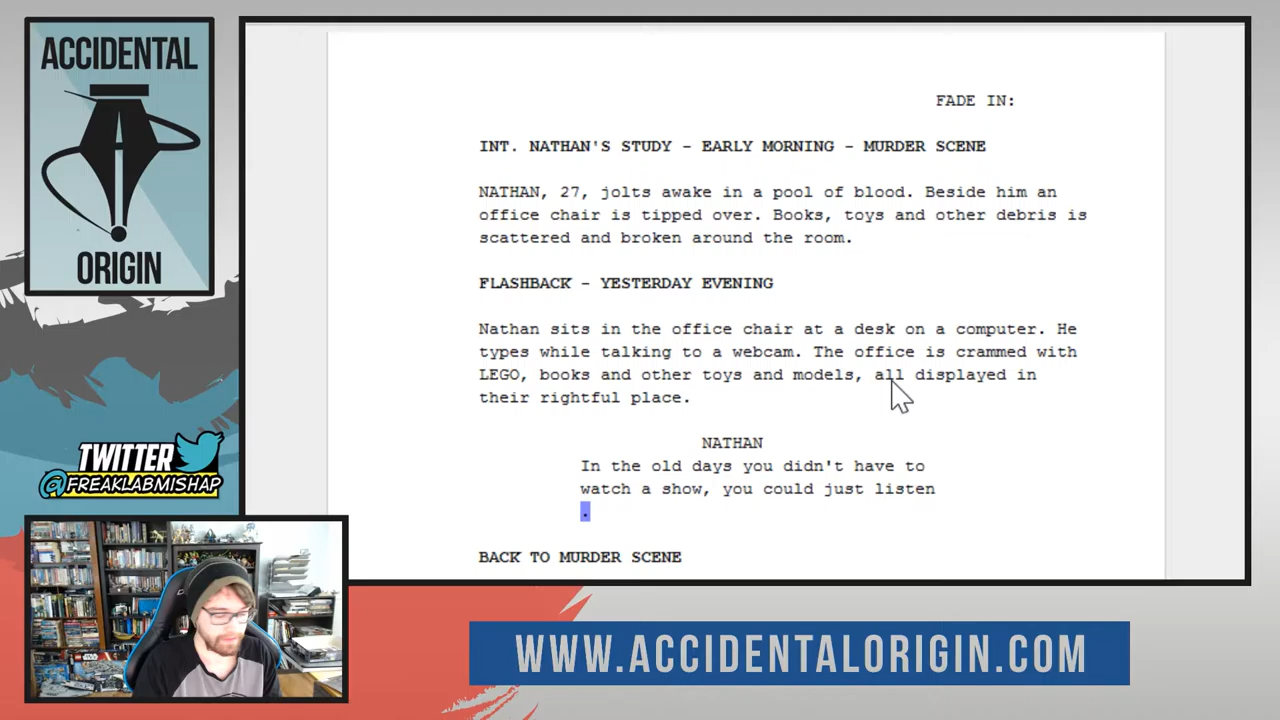 ACCIDENTAL
ORIGIN
FADE IN:
INT. NATHAN'S STUDY - EARLY MORNING - MURDER SCENE
NATHAN, 27, jolts awake in a pool of blood. Beside him an
office chair is tipped over. Books, toys and other debris is
scattered and broken around the room.
FLASHBACK - YESTERDAY EVENING
Nathan sits in the office chair at a desk on a computer. He
types while talking to a webcam. The office is crammed with
LEGO, books and other toys and models, all displayed in
their rightful place.
NATHAN
In the old days you didn't have to
watch a show, you could just listen
.
BACK TO MURDER SCENE
TWITTER
@FREAKLABMISHAP
WWW.ACCIDENTALORIGIN.COM